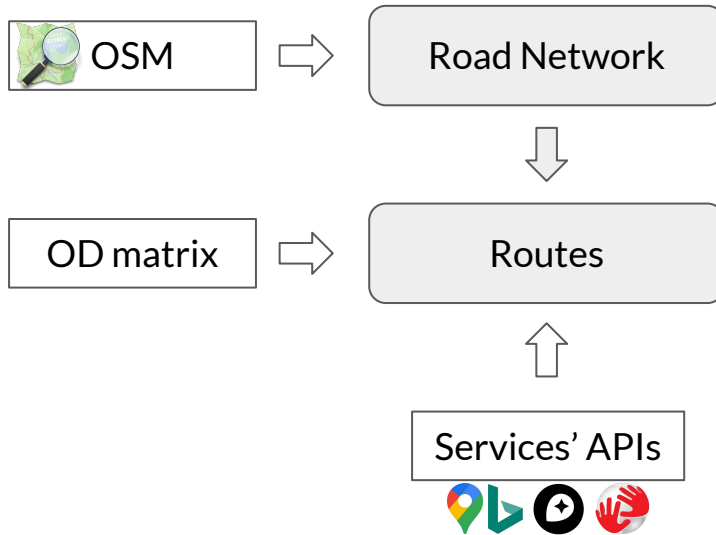 OSM
Road Network
OD matrix
Routes
Services’ APIs